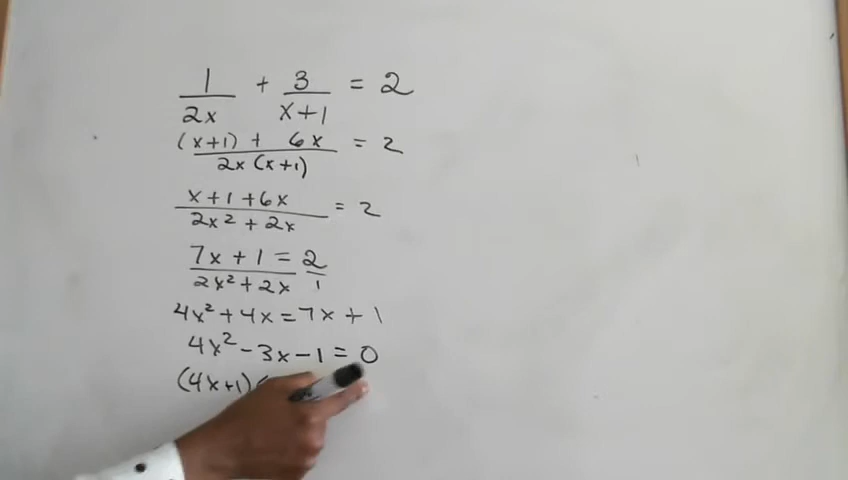 1/2x + 3/x+1 = 2
(x+1) + 6x/2x(x+1) = 2
x+1+6x/2x² + 2x = 2
7x + 1/2x² + 2x = 2/1
4x² + 4x = 7x + 1
4x² - 3x - 1 = 0
(4x+1)(